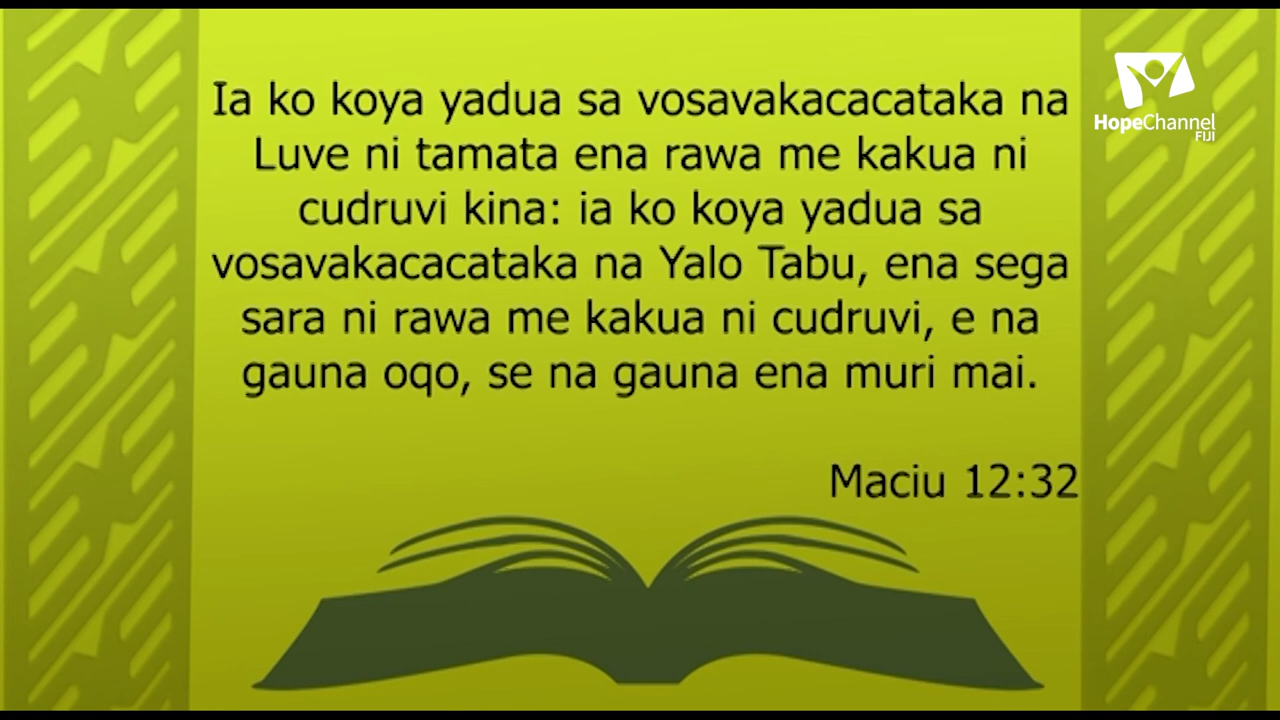 Ia ko koya yadua sa vosavakacacataka na
Luve ni tamata ena rawa me kakua ni
cudruvi kina: ia ko koya yadua sa
vosavakacacataka na Yalo Tabu, ena sega
sara ni rawa me kakua ni cudruvi, e na
gauna oqo, se na gauna ena muri mai.
Maciu 12:32
HopeChannel
FIJI